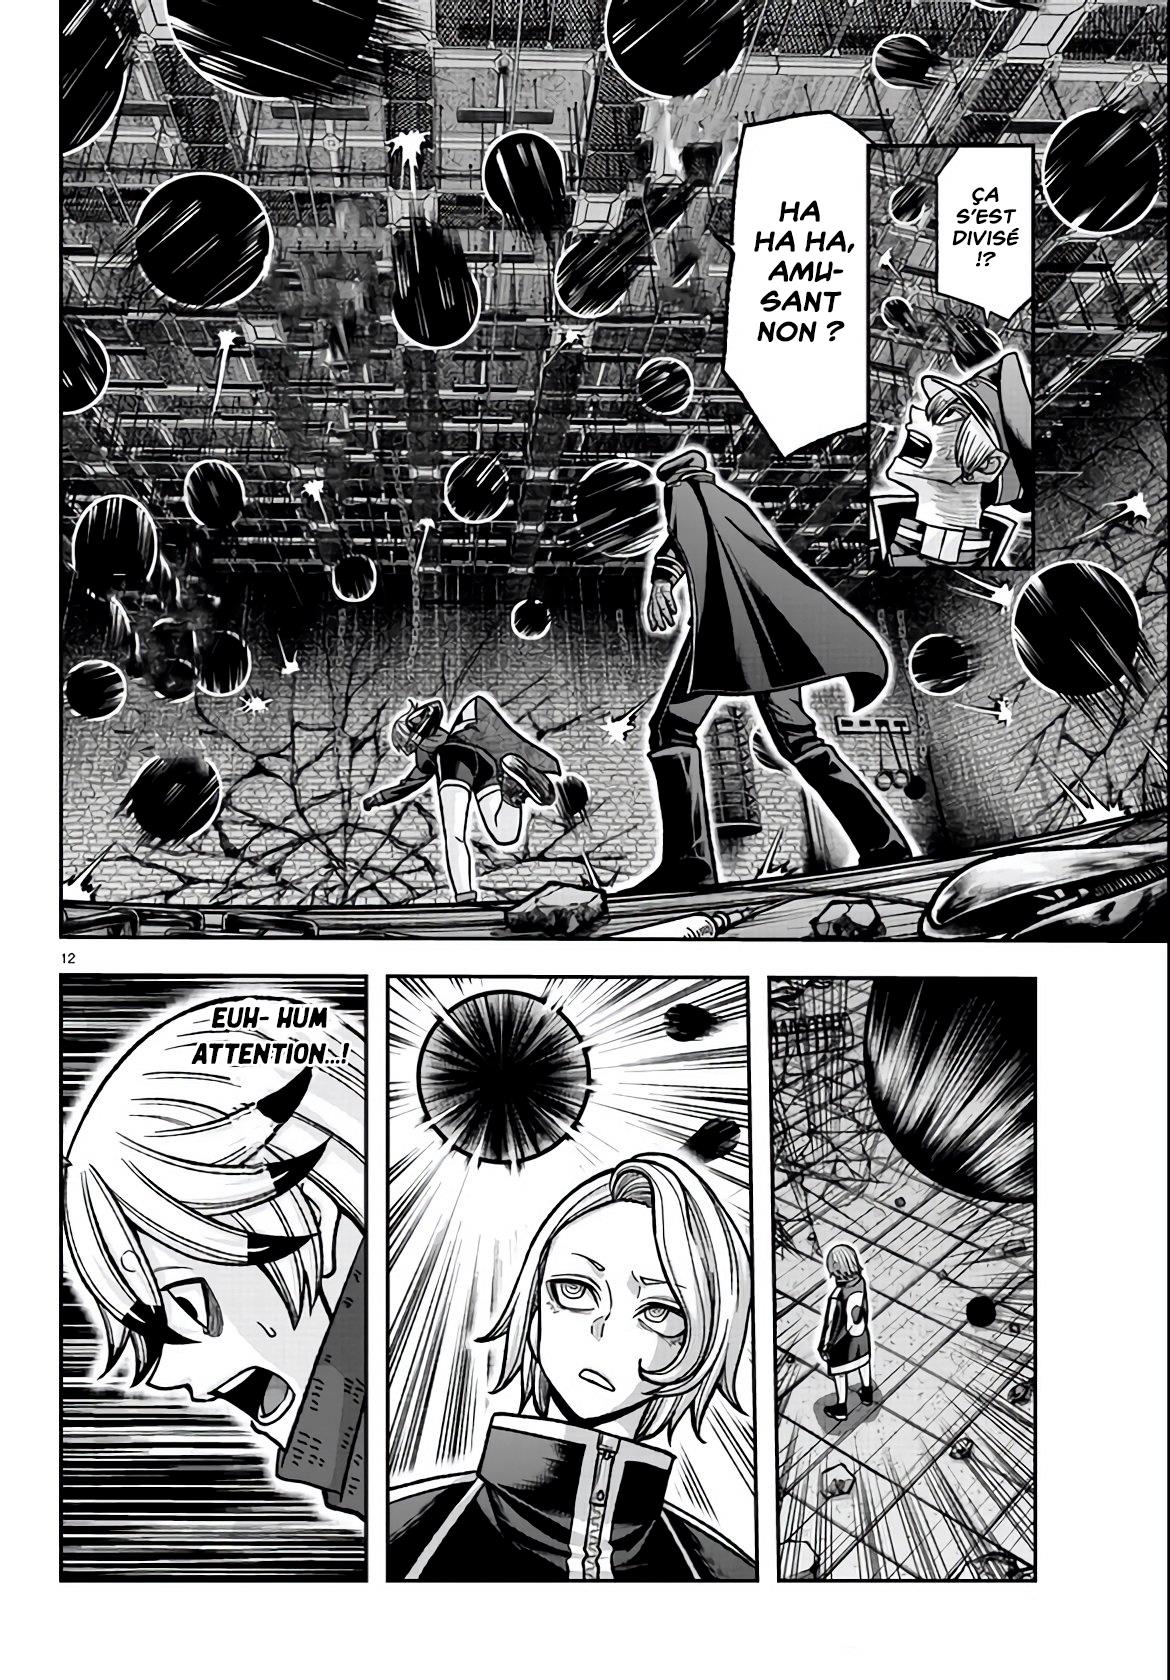 ÇA
S'EST
DIVISÉ
!?
HA
HA HA,
AMU-
SANT
NON ?
12
EUH- HUM
ATTENTION...!